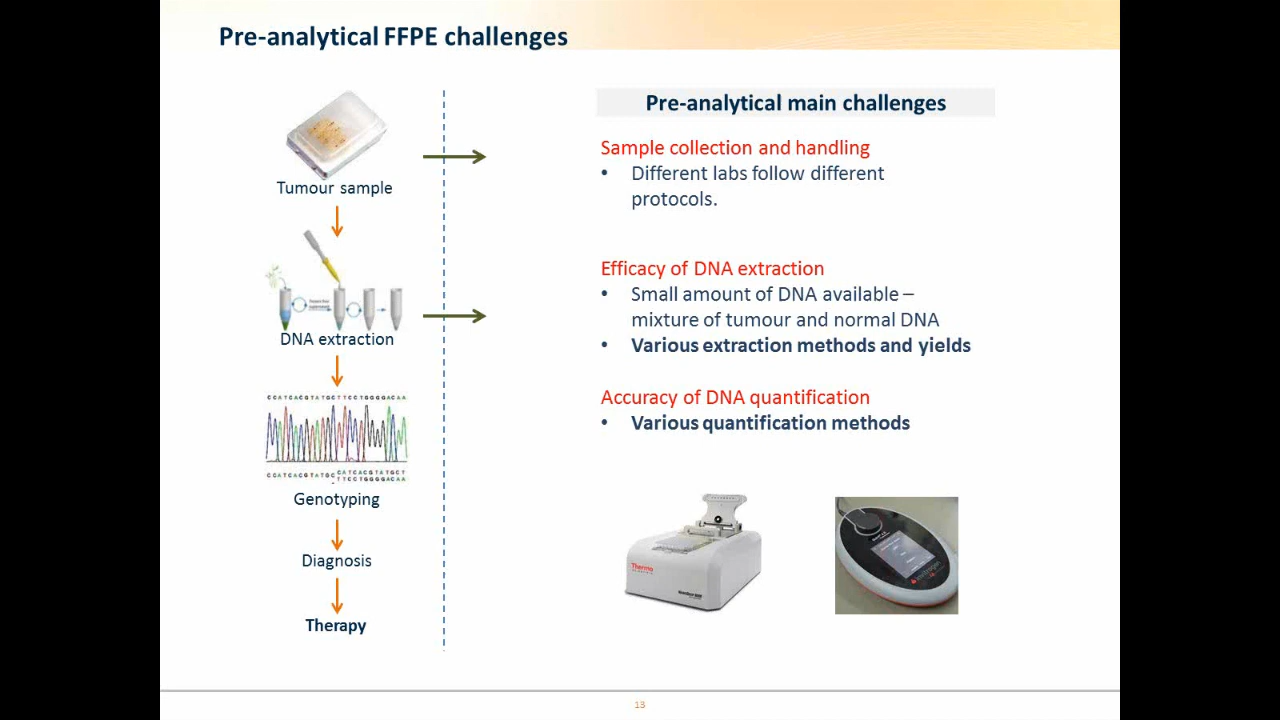 Pre-analytical FFPE challenges
Tumour sample
DNA extraction
C C A T C A C G T A T G C T T C C T G G G G A C A A
C C A T C A C G T A T G C C A T C A C G T A T G C T
T T C C T G G G G A C A A
Genotyping
Diagnosis
Therapy
Pre-analytical main challenges
Sample collection and handling
• Different labs follow different
protocols.
Efficacy of DNA extraction
• Small amount of DNA available –
mixture of tumour and normal DNA
• Various extraction methods and yields
Accuracy of DNA quantification
• Various quantification methods
Thermo
13